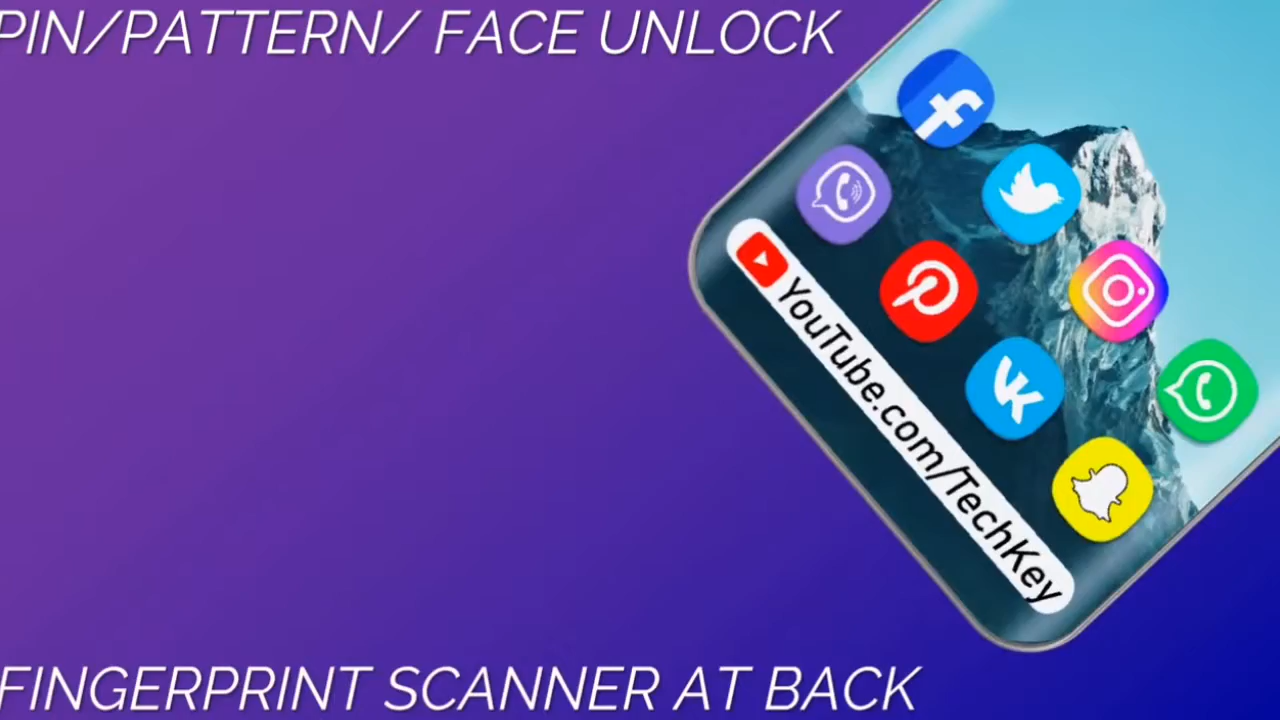 PIN/PATTERN/ FACE UNLOCK
YouTube.com/TechKey
FINGERPRINT SCANNER AT BACK